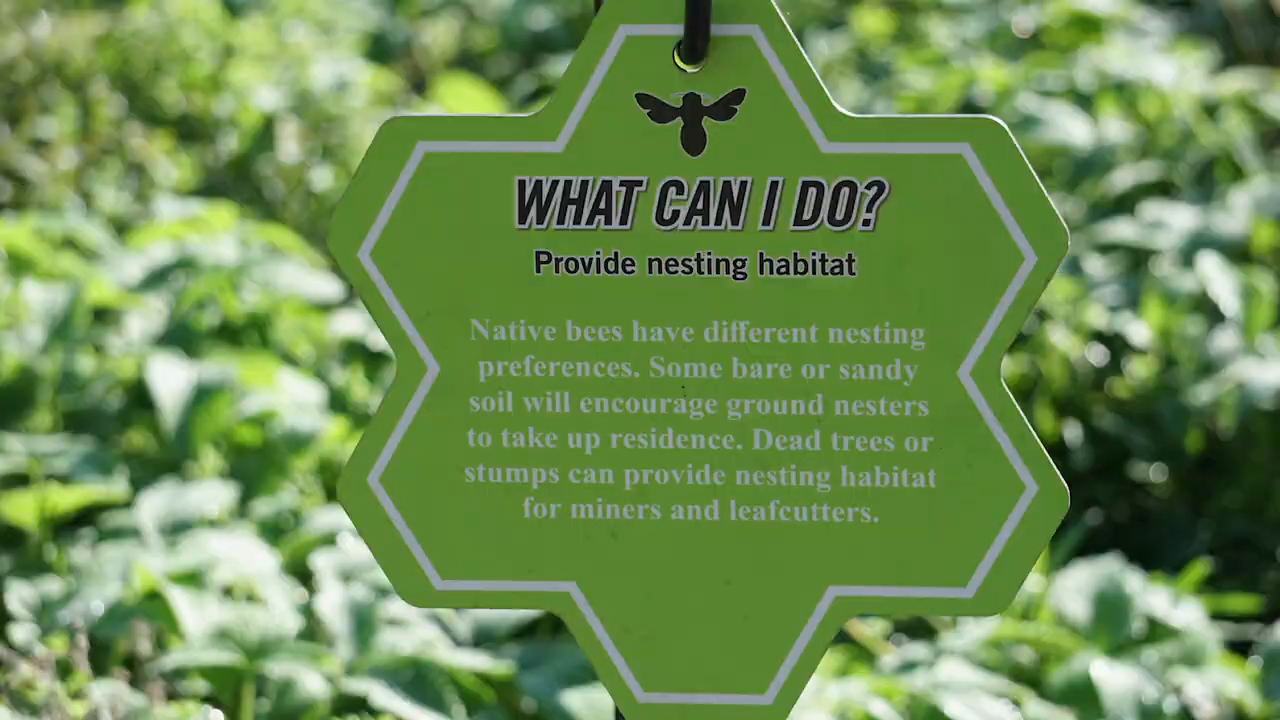 WHAT CAN I DO?
Provide nesting habitat
Native bees have different nesting
preferences. Some bare or sandy
soil will encourage ground nesters
to take up residence. Dead trees or
stumps can provide nesting habitat
for miners and leafcutters.